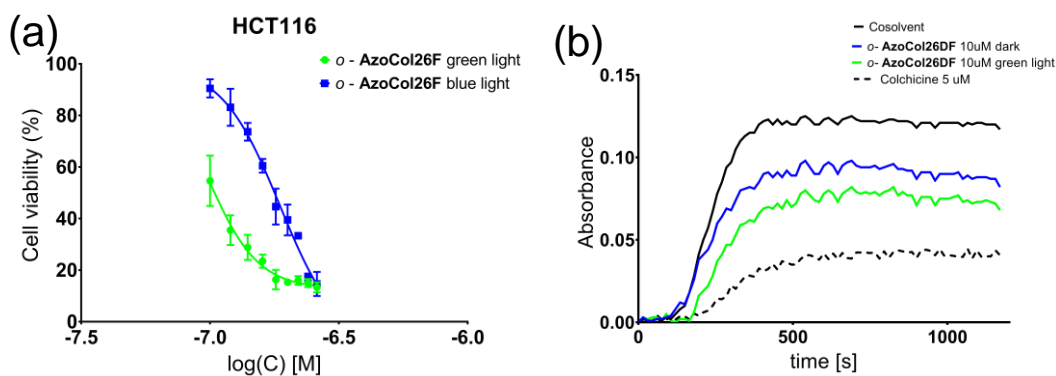 (a)
HCT116
o - AzoCol26F green light
o - AzoCol26F blue light
100
80
60
40
20
0
Cell viability (%)
-7.5
-7.0
-6.5
-6.0
log(C) [M]
(b)
Cosolvent
o- AzoCol26DF 10uM dark
o- AzoCol26DF 10uM green light
Colchicine 5 uM
0.15
0.10
0.05
0.00
Absorbance
0
500
1000
time [s]